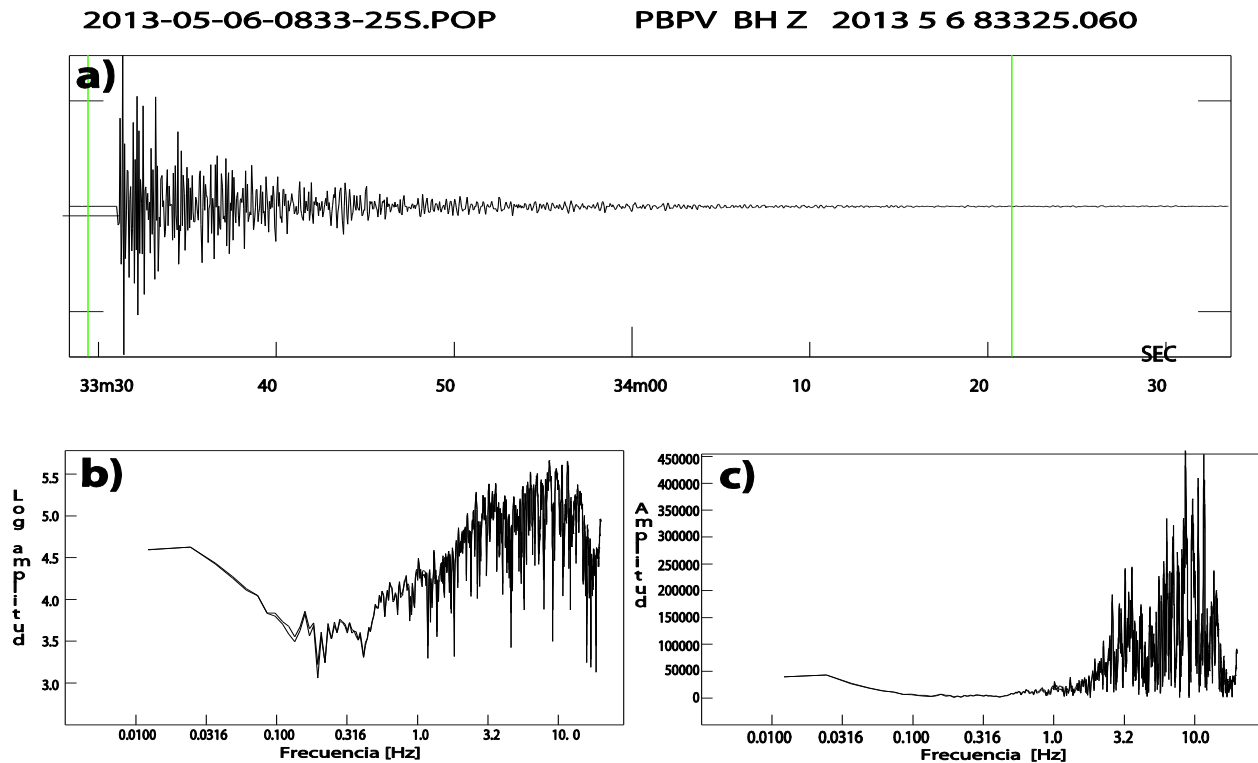 2013-05-06-0833-25S.POP PBPV BH Z 2013 5 6 83325.060
a)
SEC
33m30 40 50 34m00 10 20 30
b)
Log amplitud
5.5
5.0
4.5
4.0
3.5
3.0
0.0100 0.0316 0.100 0.316 1.0 3.2 10. 0
Frecuencia [Hz]
c)
Amplitud
450000
400000
350000
300000
250000
200000
150000
100000
50000
0
0.0100 0.0316 0.100 0.316 1.0 3.2 10.0
Frecuencia [Hz]